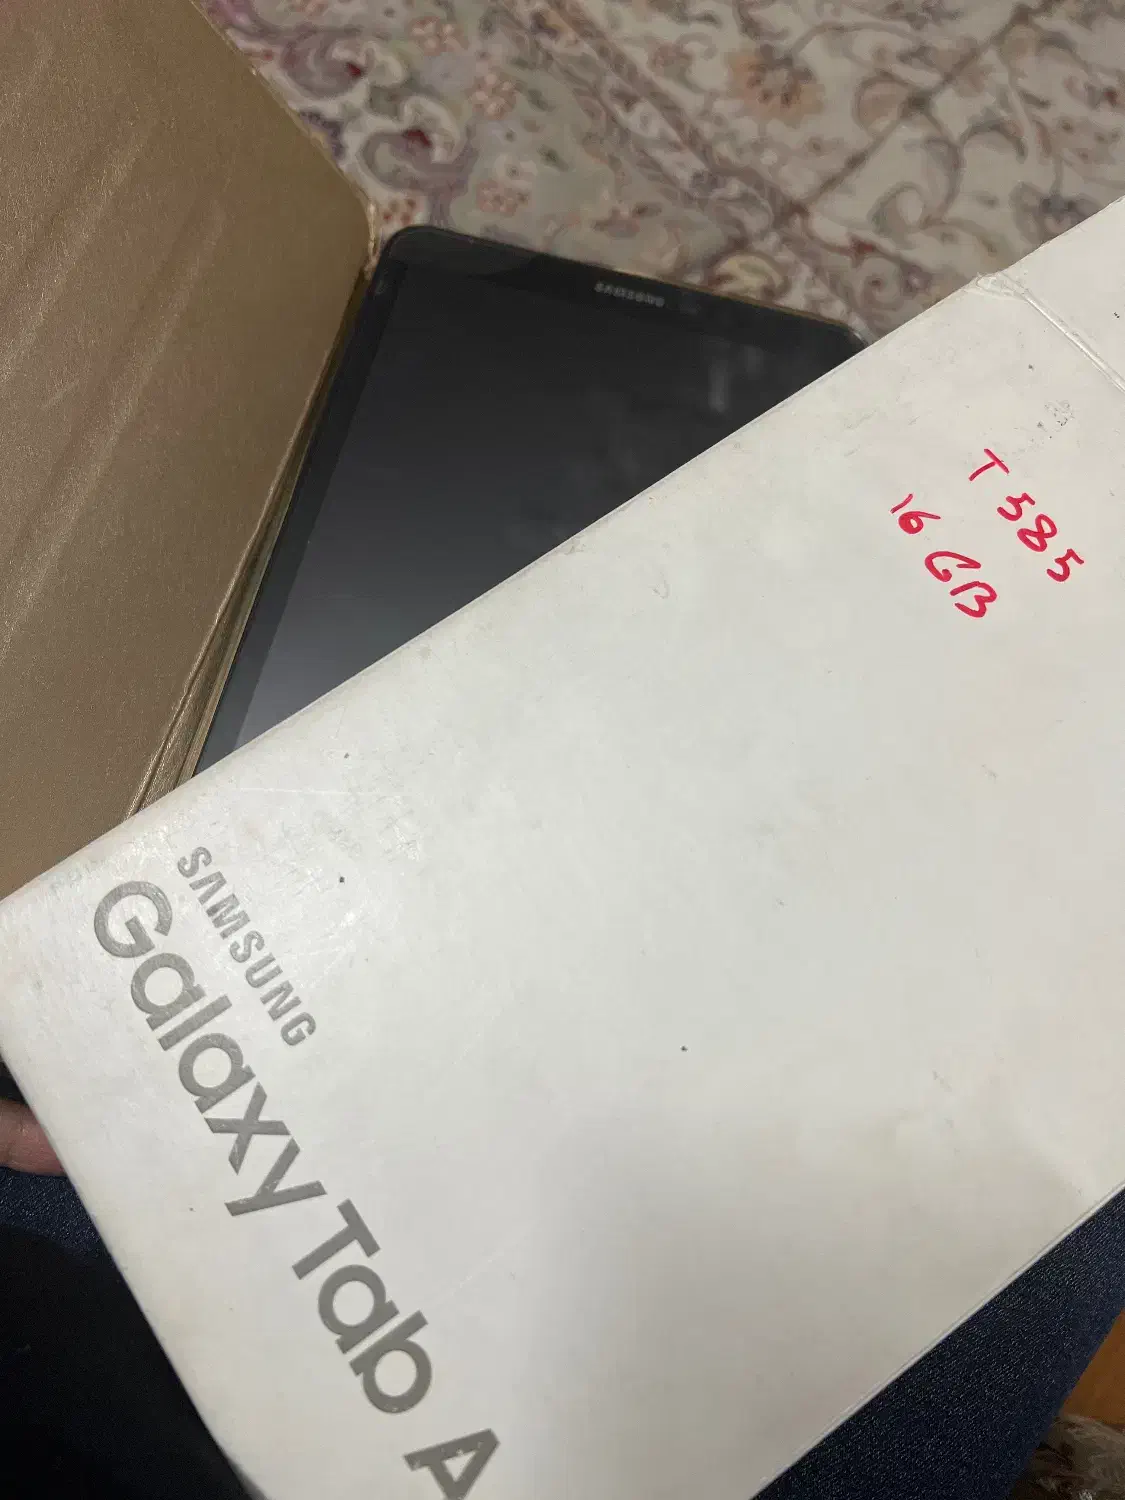 SAMSUNG
T 585
16 GB
SAMSUNG
Galaxy Tab A